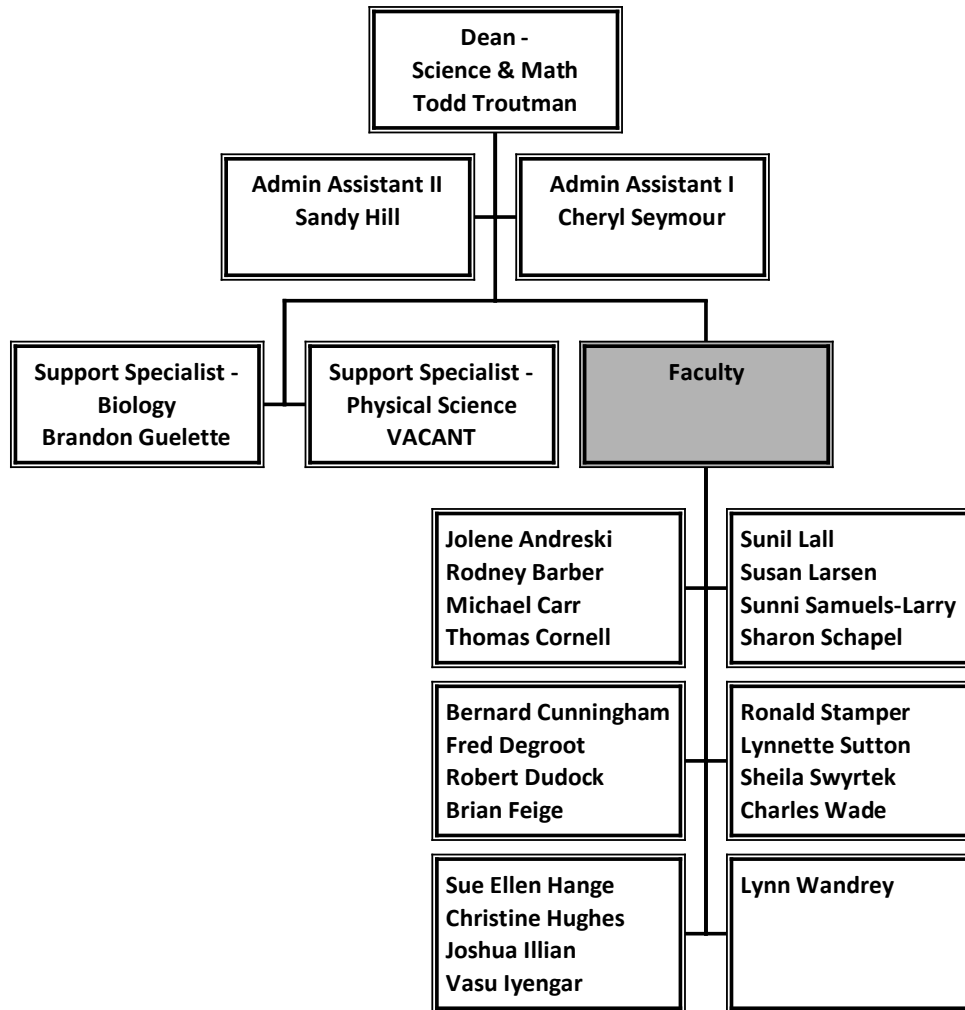 Dean -
Science & Math
Todd Troutman
Admin Assistant II
Sandy Hill
Admin Assistant I
Cheryl Seymour
Support Specialist -
Biology
Brandon Guelette
Support Specialist -
Physical Science
VACANT
Faculty
Jolene Andreski
Rodney Barber
Michael Carr
Thomas Cornell
Sunil Lall
Susan Larsen
Sunni Samuels-Larry
Sharon Schapel
Bernard Cunningham
Fred Degroot
Robert Dudock
Brian Feige
Ronald Stamper
Lynnette Sutton
Sheila Swyrtek
Charles Wade
Sue Ellen Hange
Christine Hughes
Joshua Illian
Vasu Iyengar
Lynn Wandrey